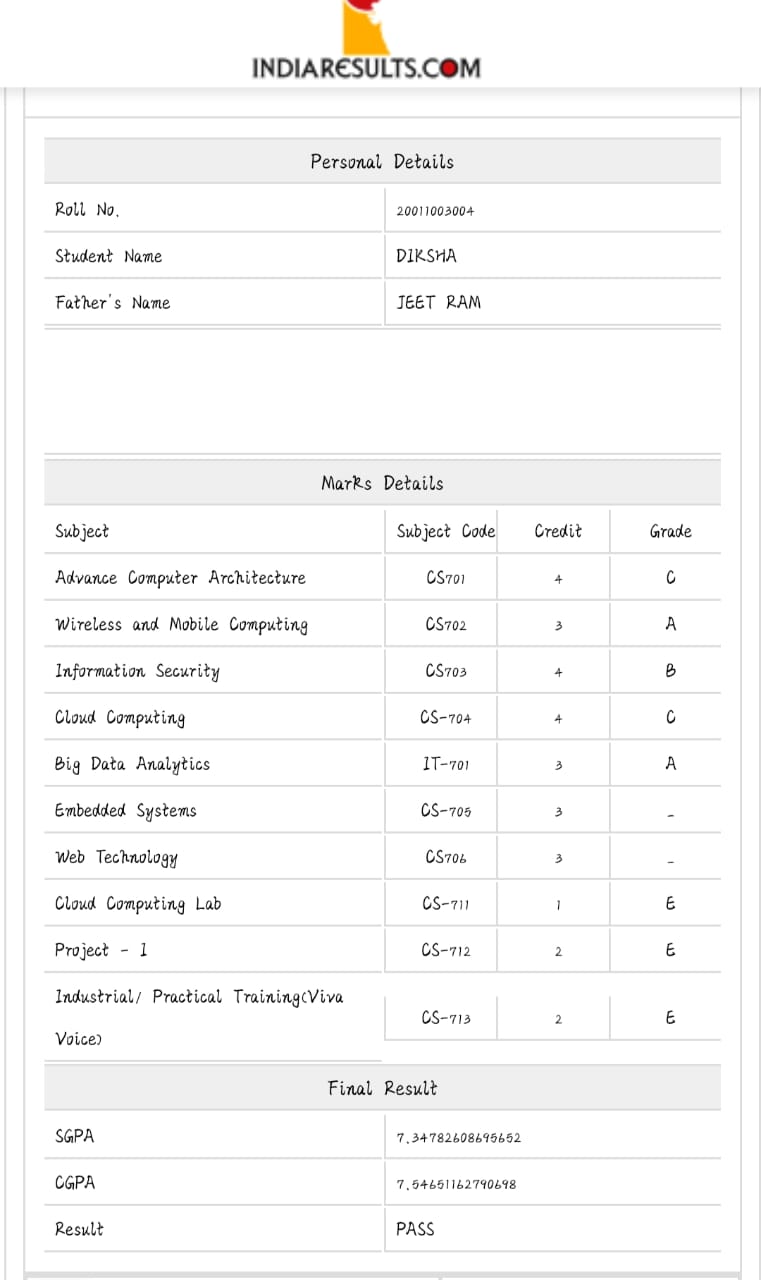 INDIARESULTS.COM
Personal Details
Roll No. 20011003004
Student Name DIKSHA
Father's Name JEET RAM
Marks Details
Subject Subject Code Credit Grade
Advance Computer Architecture CS701 4 C
Wireless and Mobile Computing CS702 3 A
Information Security CS703 4 B
Cloud Computing CS-704 4 C
Big Data Analytics IT-701 3 A
Embedded Systems CS-705 3 -
Web Technology CS706 3 -
Cloud Computing Lab CS-711 1 E
Project - I CS-712 2 E
Industrial/ Practical Training(Viva
Voice) CS-713 2 E
Final Result
SGPA 7.34782608695652
CGPA 7.54651162790698
Result PASS